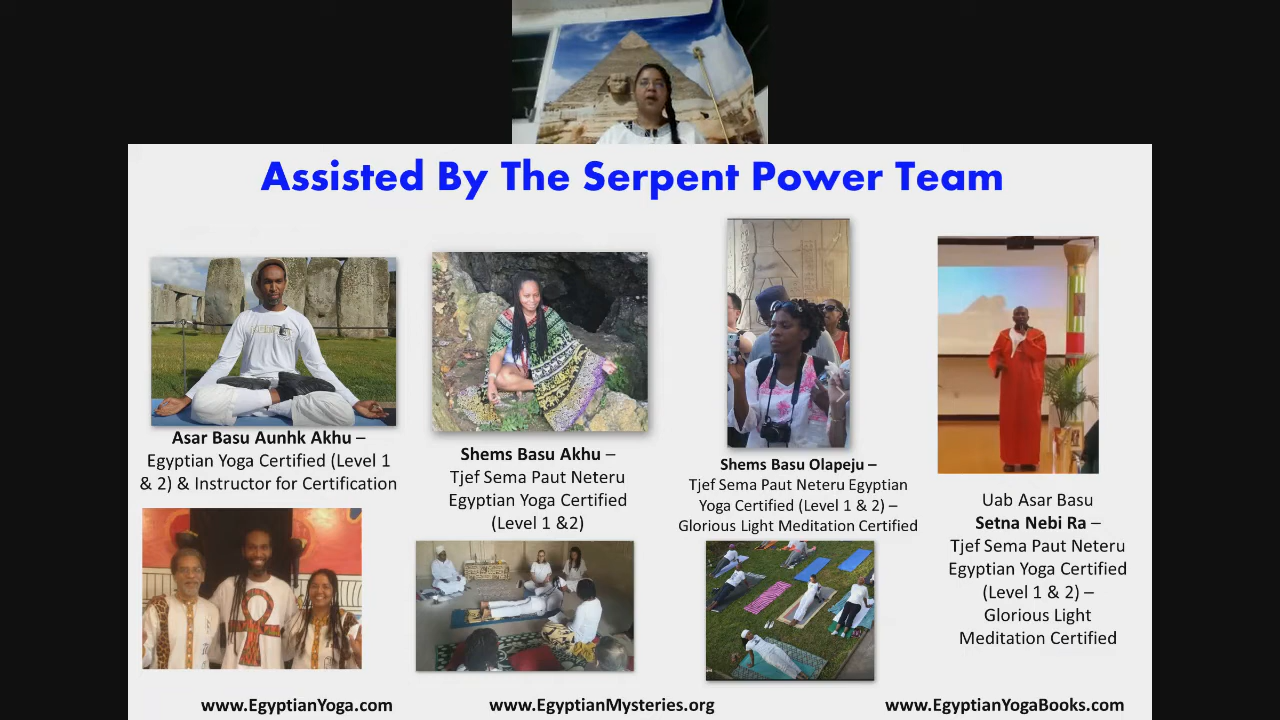 Assisted By The Serpent Power Team
Asar Basu Aunhk Akhu –
Egyptian Yoga Certified (Level 1
& 2) & Instructor for Certification
Shems Basu Akhu –
Tjef Sema Paut Neteru
Egyptian Yoga Certified
(Level 1 &2)
Shems Basu Olapeju –
Tjef Sema Paut Neteru Egyptian
Yoga Certified (Level 1 & 2) –
Glorious Light Meditation Certified
Uab Asar Basu
Setna Nebi Ra –
Tjef Sema Paut Neteru
Egyptian Yoga Certified
(Level 1 & 2) –
Glorious Light
Meditation Certified
www.EgyptianYoga.com
www.EgyptianMysteries.org
www.EgyptianYogaBooks.com